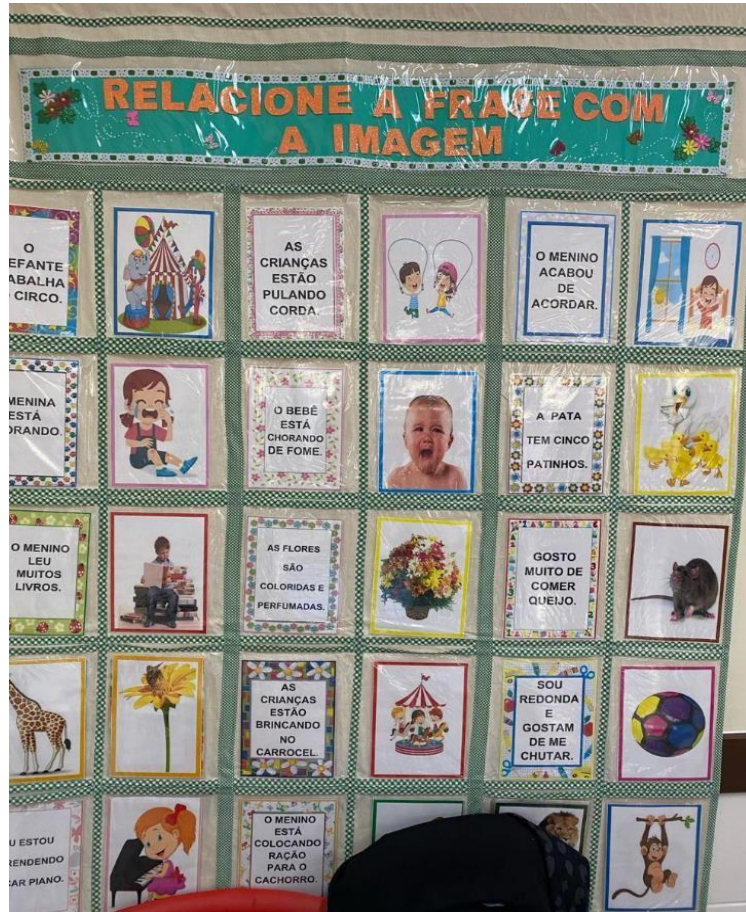 RELACIONE A FRASE COM
A IMAGEM
O
EFANTE
ABALHA
CIRCO.
AS
CRIANÇAS
ESTÃO
PULANDO
CORDA.
O MENINO
ACABOU
DE
ACORDAR.
MENINA
ESTÁ
ORANDO.
O BEBÊ
ESTÁ
CHORANDO
DE FOME.
A PATA
TEM CINCO
PATINHOS.
O MENINO
LEU
MUITOS
LIVROS.
AS FLORES
SÃO
COLORIDAS E
PERFUMADAS.
GOSTO
MUITO DE
COMER
QUEIJO.
AS
CRIANÇAS
ESTÃO
BRINCANDO
NO
CARROCEL.
SOU
REDONDA
E
GOSTAM
DE ME
CHUTAR.
U ESTOU
RENDENDO
CAR PIANO.
O MENINO
ESTÁ
COLOCANDO
RAÇÃO
PARA O
CACHORRO.